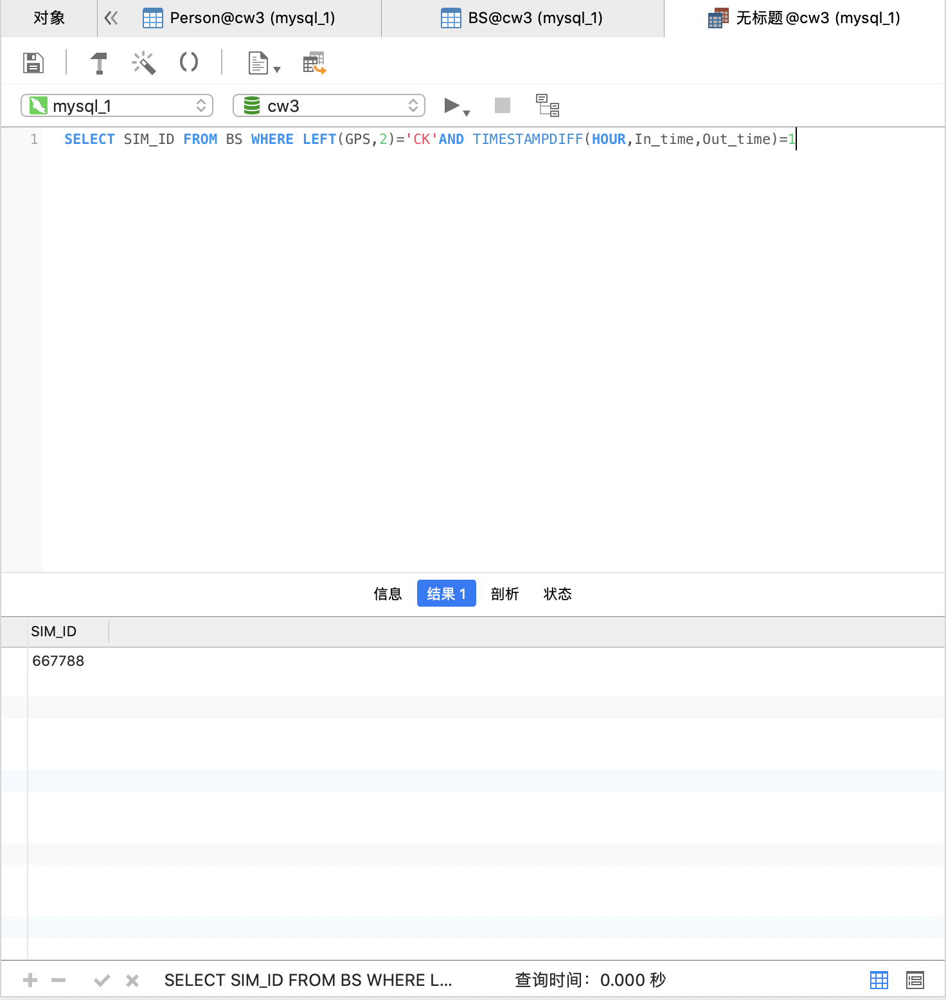 对象 Person@cw3 (mysql_1) BS@cw3 (mysql_1) 无标题@cw3 (mysql_1)
mysql_1 cw3
1 SELECT SIM_ID FROM BS WHERE LEFT(GPS,2)='CK'AND TIMESTAMPDIFF(HOUR,In_time,Out_time)=1
信息 结果 1 剖析 状态
SIM_ID
667788
SELECT SIM_ID FROM BS WHERE L... 查询时间：0.000 秒